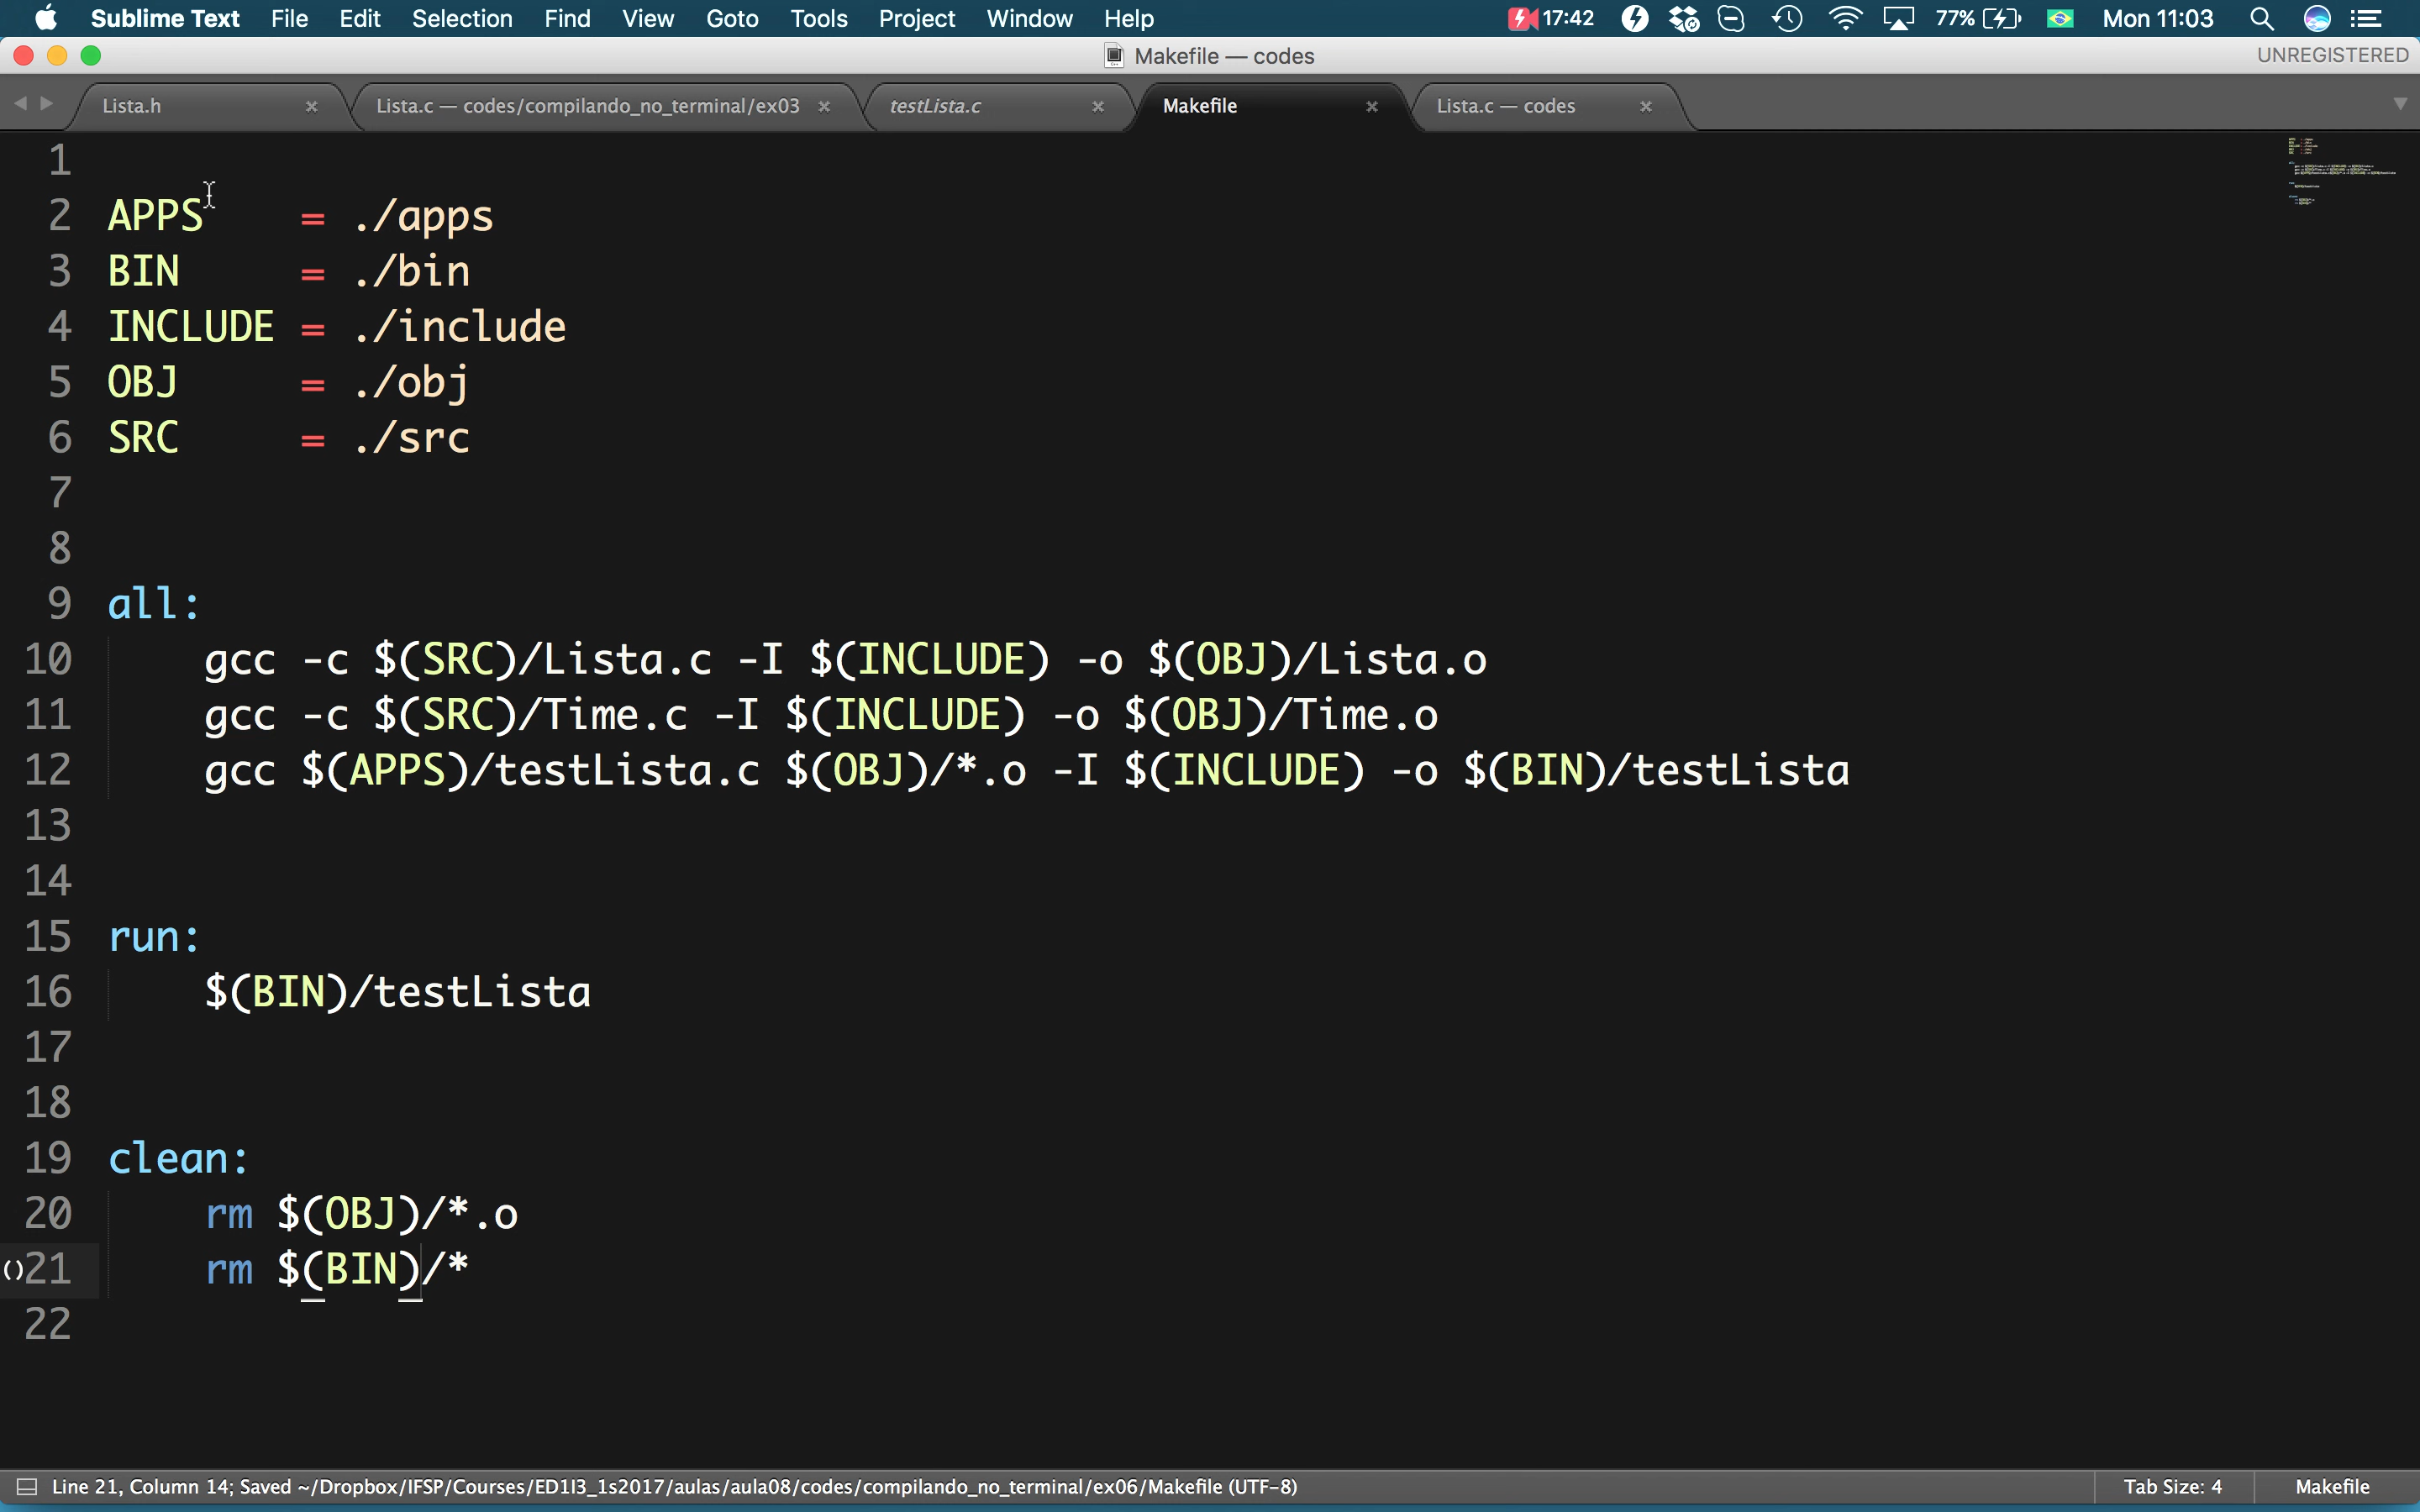 Sublime Text File Edit Selection Find View Goto Tools Project Window Help 17:42 77% Mon 11:03
Makefile — codes UNREGISTERED
Lista.h Lista.c — codes/compilando_no_terminal/ex03 testLista.c Makefile Lista.c — codes
1
2 APPS = ./apps
3 BIN = ./bin
4 INCLUDE = ./include
5 OBJ = ./obj
6 SRC = ./src
7
8
9 all:
10 gcc -c $(SRC)/Lista.c -I $(INCLUDE) -o $(OBJ)/Lista.o
11 gcc -c $(SRC)/Time.c -I $(INCLUDE) -o $(OBJ)/Time.o
12 gcc $(APPS)/testLista.c $(OBJ)/*.o -I $(INCLUDE) -o $(BIN)/testLista
13
14
15 run:
16 $(BIN)/testLista
17
18
19 clean:
20 rm $(OBJ)/*.o
()21 rm $(BIN)/*
22
Line 21, Column 14; Saved ~/Dropbox/IFSP/Courses/ED1I3_1s2017/aulas/aula08/codes/compilando_no_terminal/ex06/Makefile (UTF-8) Tab Size: 4 Makefile